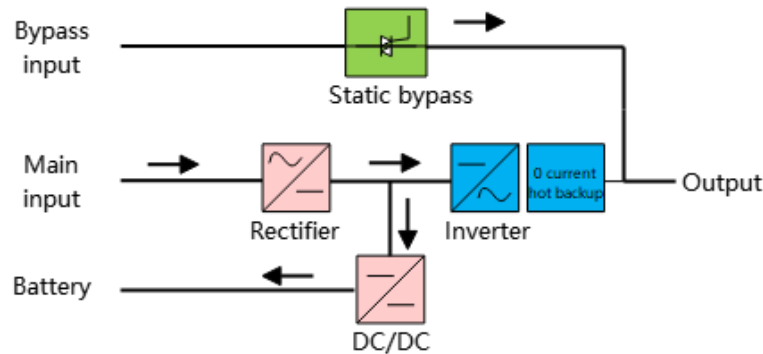 Bypass
input
Static bypass
Main
input
0 current
hot backup
Output
Rectifier
Inverter
Battery
DC/DC